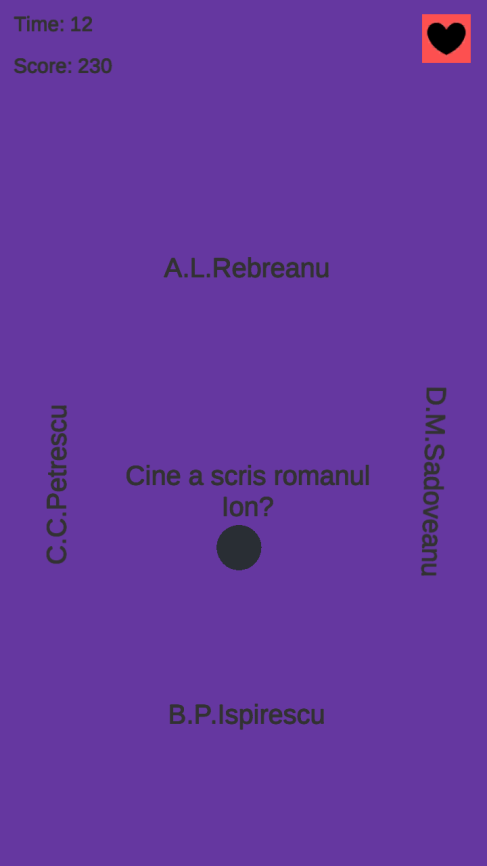 Time: 12
Score: 230
A.L.Rebreanu
C.C.Petrescu
D.M.Sadoveanu
Cine a scris romanul
Ion?
B.P.Ispirescu